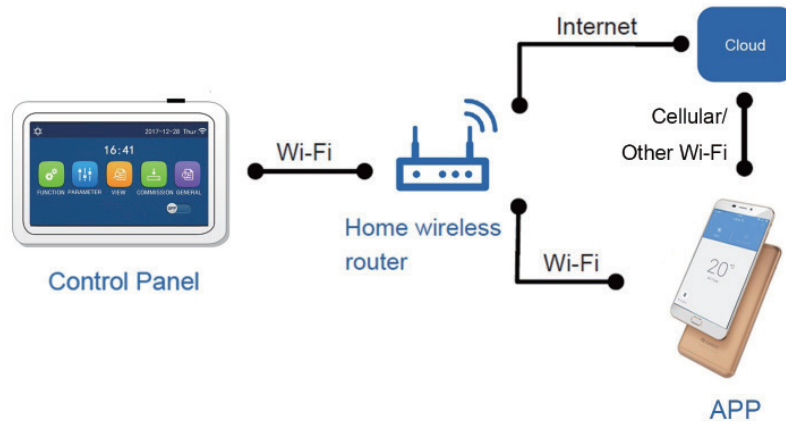 Internet
Cloud
2017-12-28 Thur
16:41
Wi-Fi
Cellular/
Other Wi-Fi
FUNCTION PARAMETER VIEW COMMISSION GENERAL
OFF
Home wireless
router
Wi-Fi
Control Panel
20°
APP